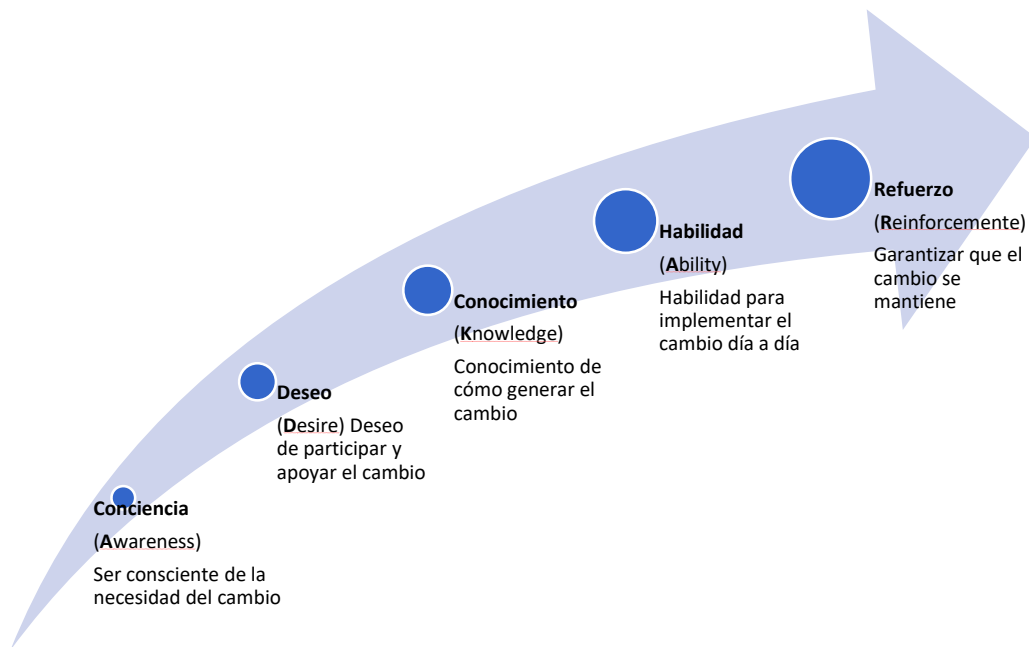 Conciencia
(Awareness)
Ser consciente de la
necesidad del cambio
Deseo
(Desire) Deseo
de participar y
apoyar el cambio
Conocimiento
(Knowledge)
Conocimiento de
cómo generar el
cambio
Habilidad
(Ability)
Habilidad para
implementar el
cambio día a día
Refuerzo
(Reinforcemente)
Garantizar que el
cambio se
mantiene